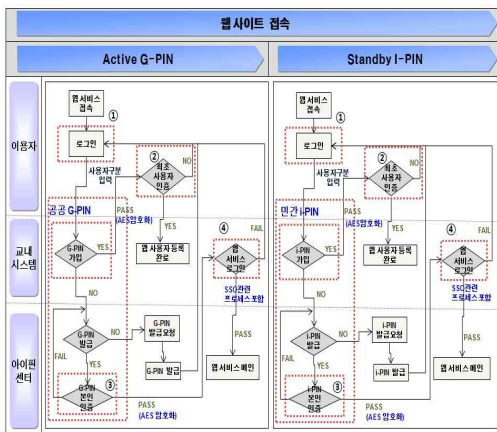 웹사이트 접속
Active G-PIN
Standby I-PIN
이용자
교내
시스템
아이핀
센터
웹서비스
접속
①
로그인
사용자구분
입력
②
최초
사용자
인증
NO
YES
공공 G-PIN
PASS
(AES암호화)
G-PIN
가입
YES
웹 사용자 등록
완료
④
웹
서비스
로그인
FAIL
SSO관련
프로세스 포함
NO
G-PIN
발급
NO
G-PIN
발급요청
G-PIN 발급
FAIL
YES
③
G-PIN
본인
인증
PASS
(AES 암호화)
PASS
웹서비스메인
웹서비스
접속
①
로그인
사용자구분
입력
②
최초
사용자
인증
NO
YES
민간 i-PIN
PASS
(AES암호화)
i-PIN
가입
YES
웹사용자등록
완료
④
웹
서비스
로그인
FAIL
SSO관련
프로세스 포함
NO
i-PIN
발급
NO
i-PIN
발급요청
i-PIN 발급
FAIL
YES
③
i-PIN
본인
인증
PASS
(AES 암호화)
PASS
웹서비스메인